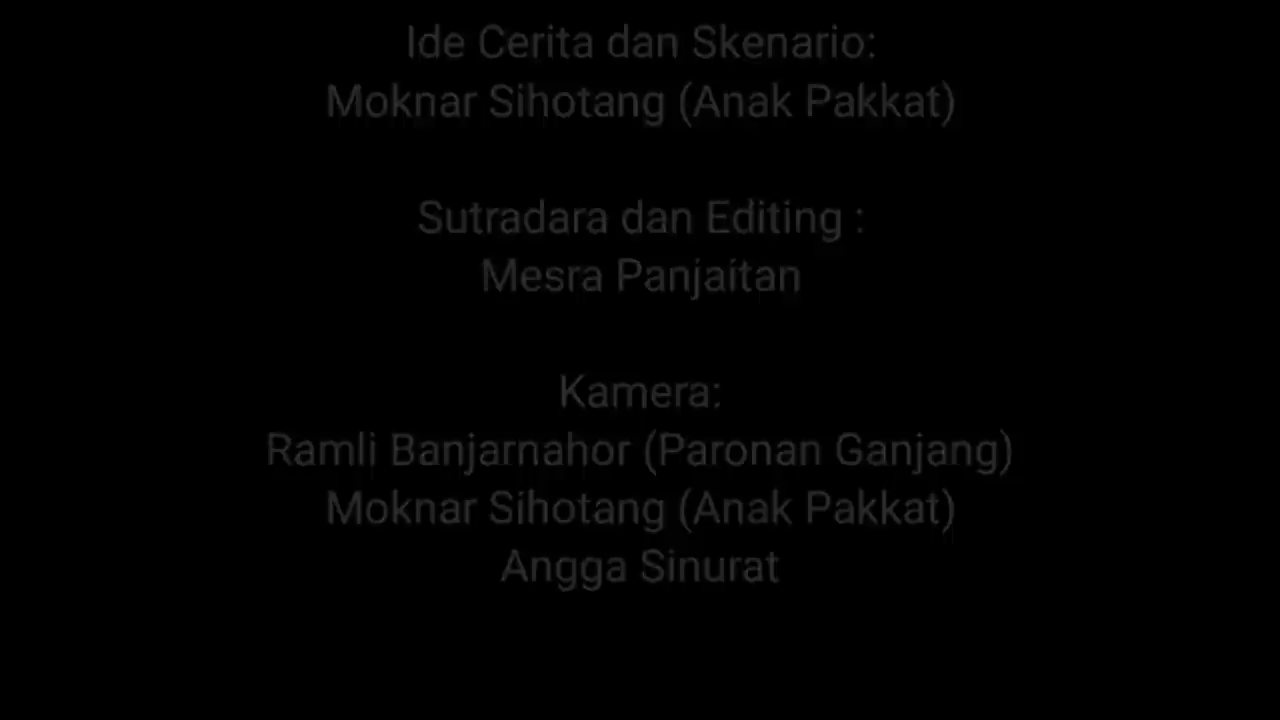 Ide Cerita dan Skenario:
Moknar Sihotang (Anak Pakkat)
Sutradara dan Editing :
Mesra Panjaitan
Kamera:
Ramli Banjarnahor (Paronan Ganjang)
Moknar Sihotang (Anak Pakkat)
Angga Sinurat